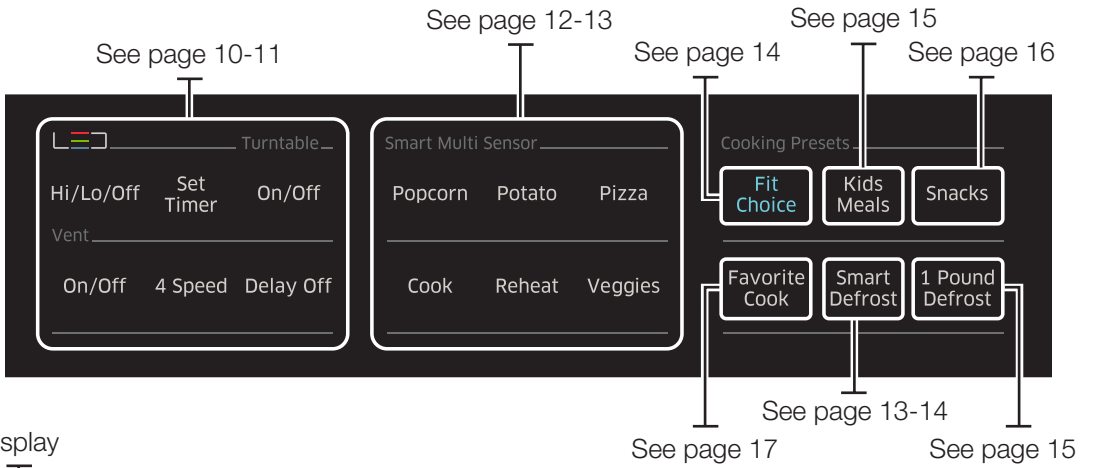 See page 10-11
See page 12-13
See page 14
See page 15
See page 16
LED
Turntable
Hi/Lo/Off
Set
Timer
On/Off
Vent
On/Off
4 Speed
Delay Off
Smart Multi Sensor
Popcorn
Potato
Pizza
Cook
Reheat
Veggies
Cooking Presets
Fit
Choice
Kids
Meals
Snacks
Favorite
Cook
Smart
Defrost
1 Pound
Defrost
See page 13-14
See page 17
See page 15
splay